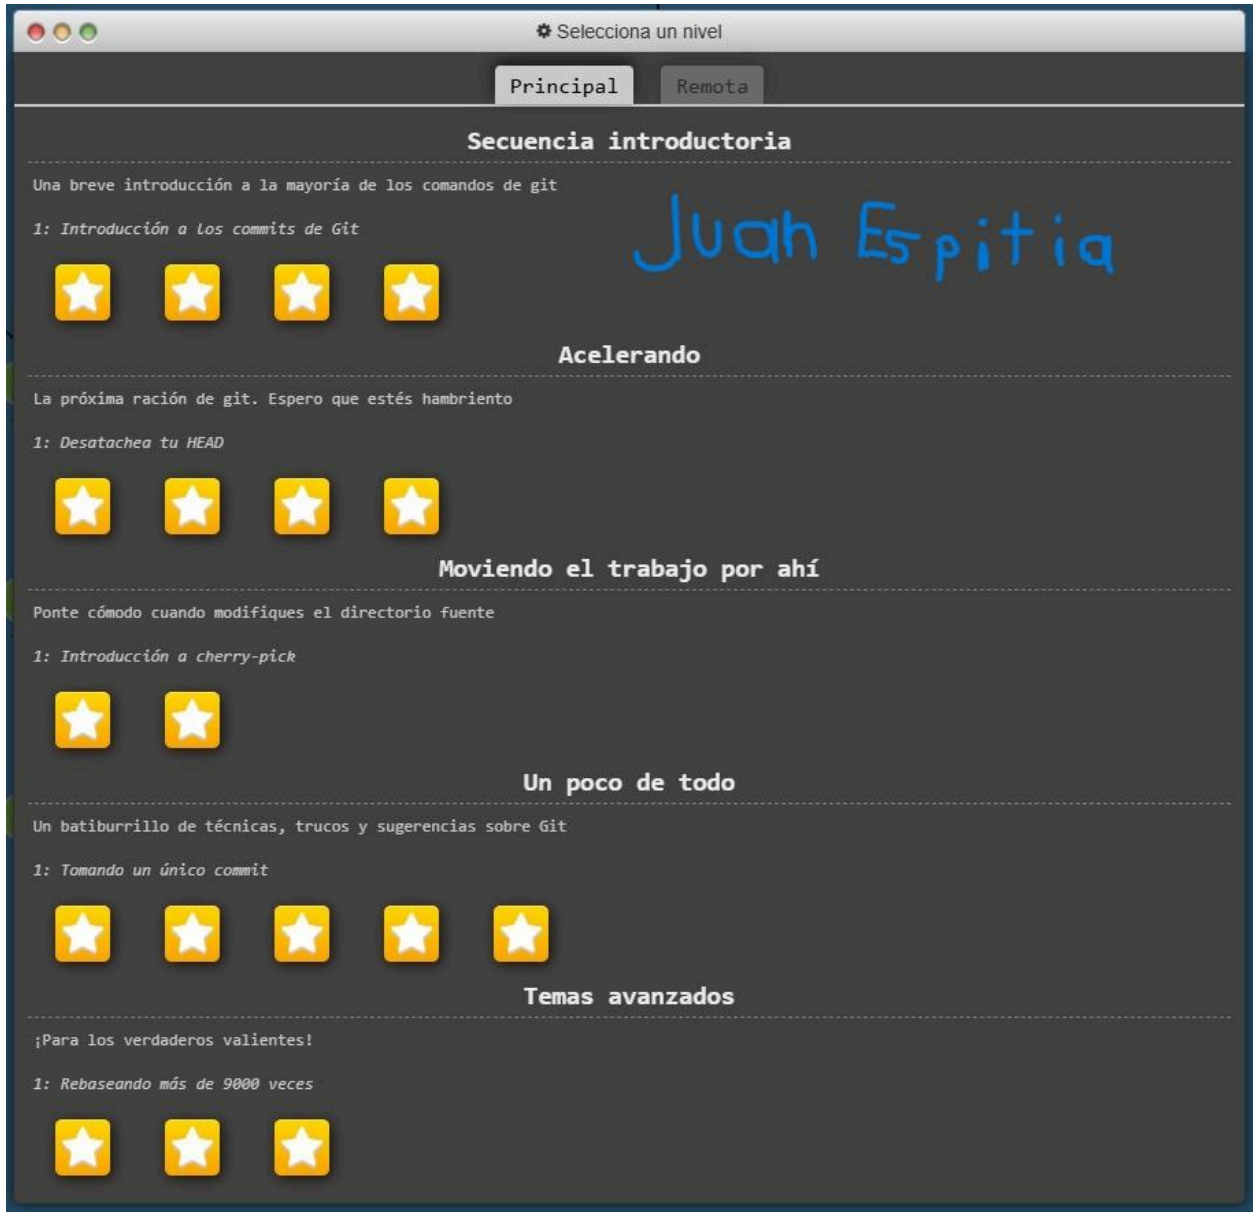 Selecciona un nivel
Principal Remota
Secuencia introductoria
Una breve introducción a la mayoría de los comandos de git
1: Introducción a los commits de Git
Juan Espitia
Acelerando
La próxima ración de git. Espero que estés hambriento
1: Desatachea tu HEAD
Moviendo el trabajo por ahí
Ponte cómodo cuando modifiques el directorio fuente
1: Introducción a cherry-pick
Un poco de todo
Un batiburrillo de técnicas, trucos y sugerencias sobre Git
1: Tomando un único commit
Temas avanzados
¡Para los verdaderos valientes!
1: Rebaseando más de 9000 veces